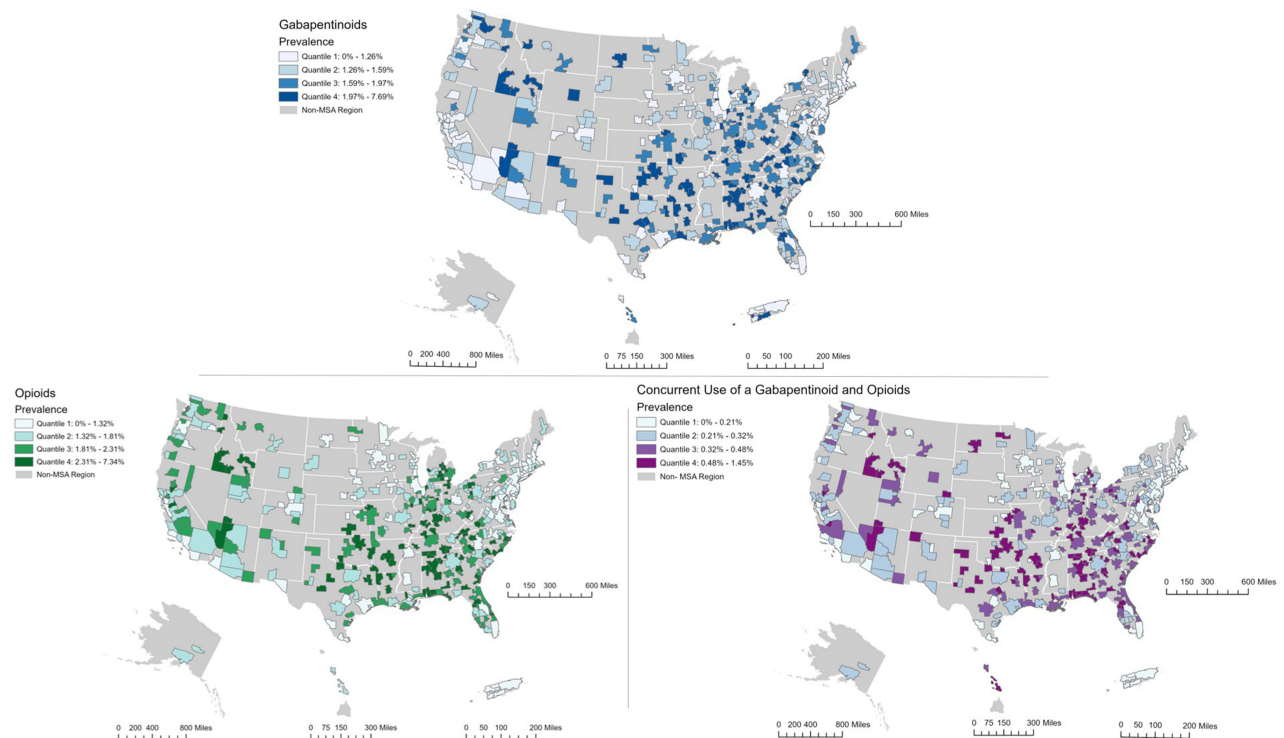 Gabapentinoids
Prevalence
Quantile 1: 0% - 1.26%
Quantile 2: 1.26% - 1.59%
Quantile 3: 1.59% - 1.97%
Quantile 4: 1.97% - 7.69%
Non-MSA Region
0 150 300 600 Miles
0 200 400 800 Miles
0 75 150 300 Miles
0 50 100 200 Miles
Opioids
Prevalence
Quantile 1: 0% - 1.32%
Quantile 2: 1.32% - 1.81%
Quantile 3: 1.81% - 2.31%
Quantile 4: 2.31% - 7.34%
Non-MSA Region
0 150 300 600 Miles
0 200 400 800 Miles
0 75 150 300 Miles
0 50 100 200 Miles
Concurrent Use of a Gabapentinoid and Opioids
Prevalence
Quantile 1: 0% - 0.21%
Quantile 2: 0.21% - 0.32%
Quantile 3: 0.32% - 0.48%
Quantile 4: 0.48% - 1.45%
Non- MSA Region
0 150 300 600 Miles
0 200 400 800 Miles
0 75 150 300 Miles
0 50 100 200 Miles